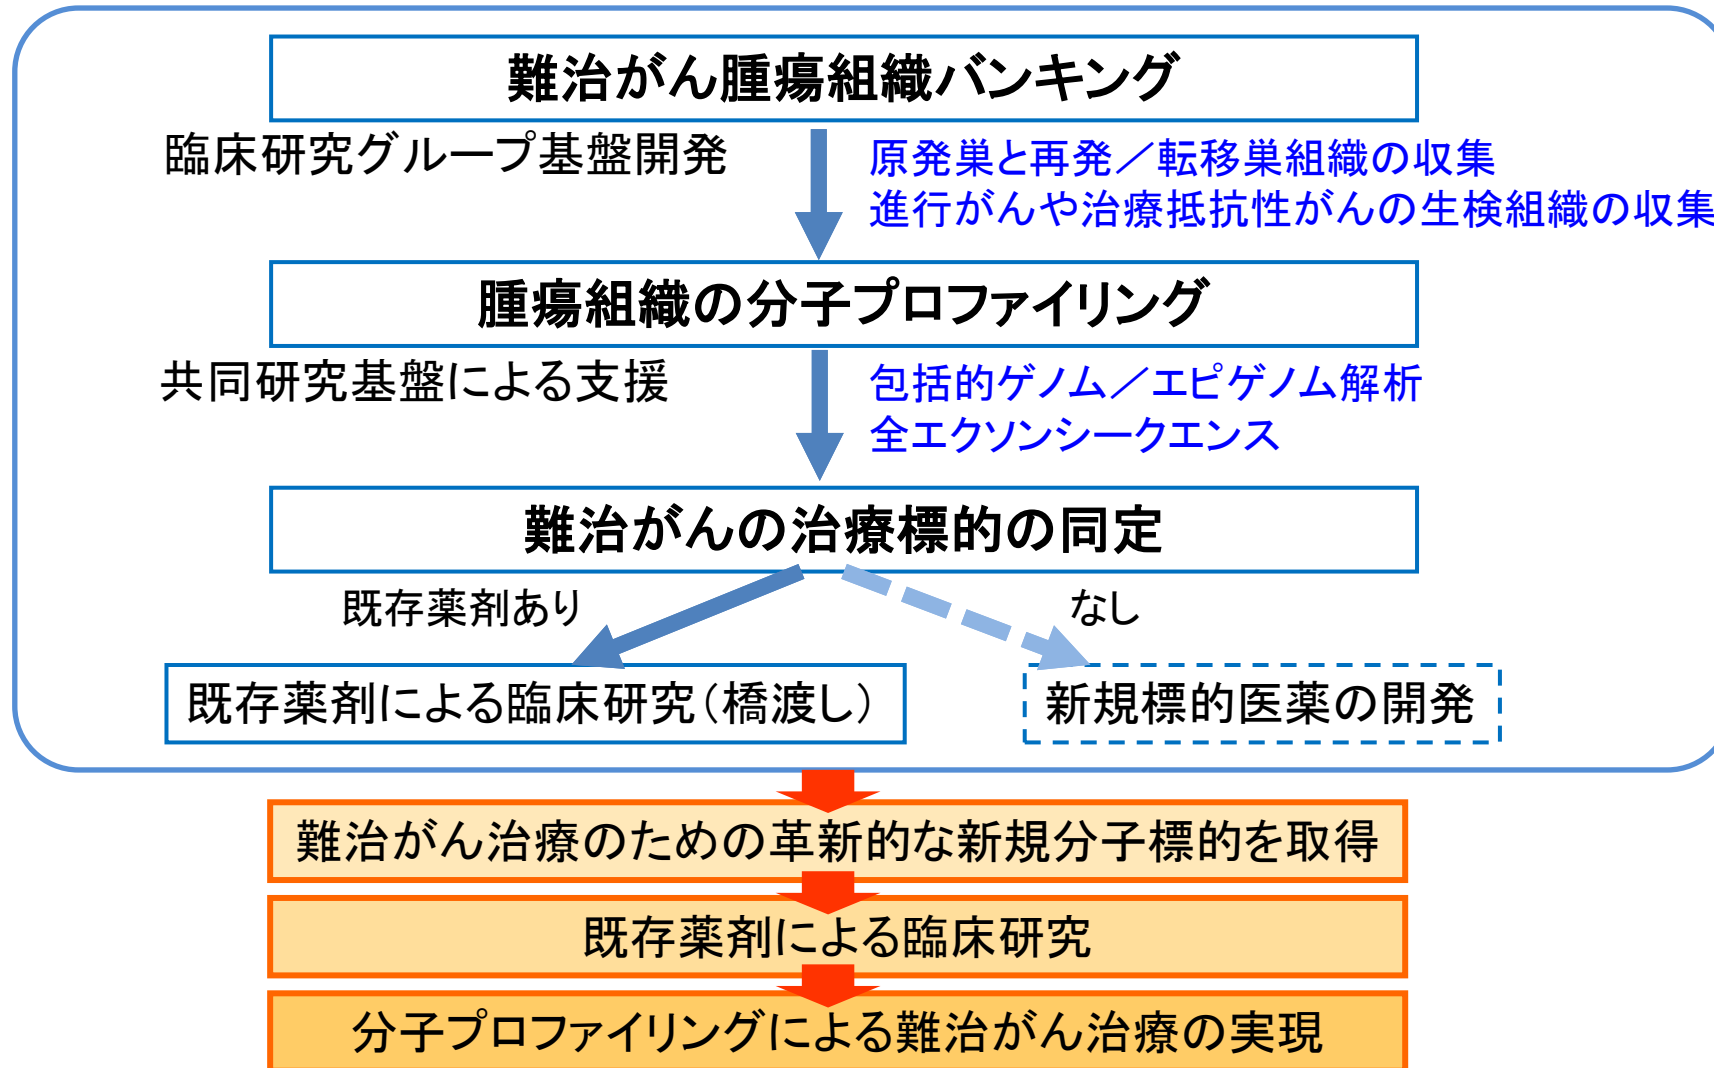 難治がん腫瘍組織バンキング
臨床研究グループ基盤開発
原発巣と再発／転移巣組織の収集
進行がんや治療抵抗性がんの生検組織の収集
腫瘍組織の分子プロファイリング
共同研究基盤による支援
包括的ゲノム／エピゲノム解析
全エクソンシークエンス
難治がんの治療標的の同定
既存薬剤あり
なし
既存薬剤による臨床研究（橋渡し）
新規標的医薬の開発
難治がん治療のための革新的な新規分子標的を取得
既存薬剤による臨床研究
分子プロファイリングによる難治がん治療の実現